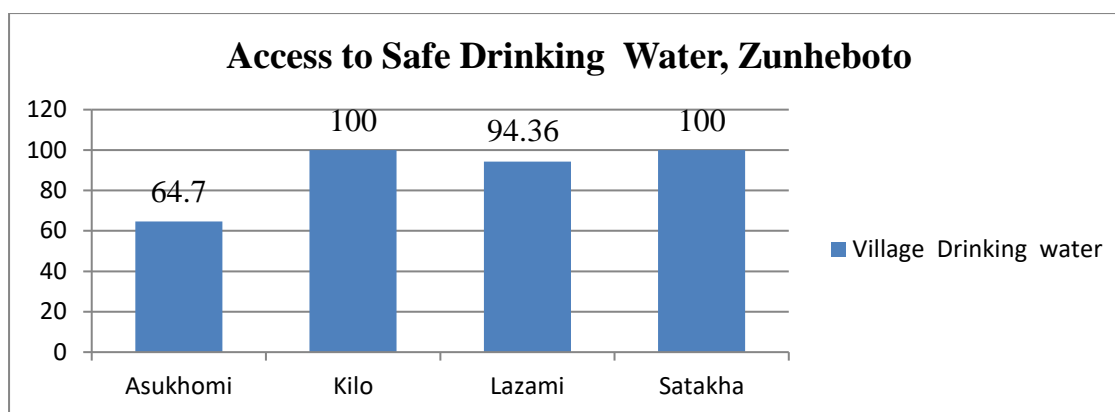 Access to Safe Drinking  Water, Zunheboto
120
100
80
60
40
20
0
64.7
100
94.36
100
Asukhomi
Kilo
Lazami
Satakha
Village  Drinking  water